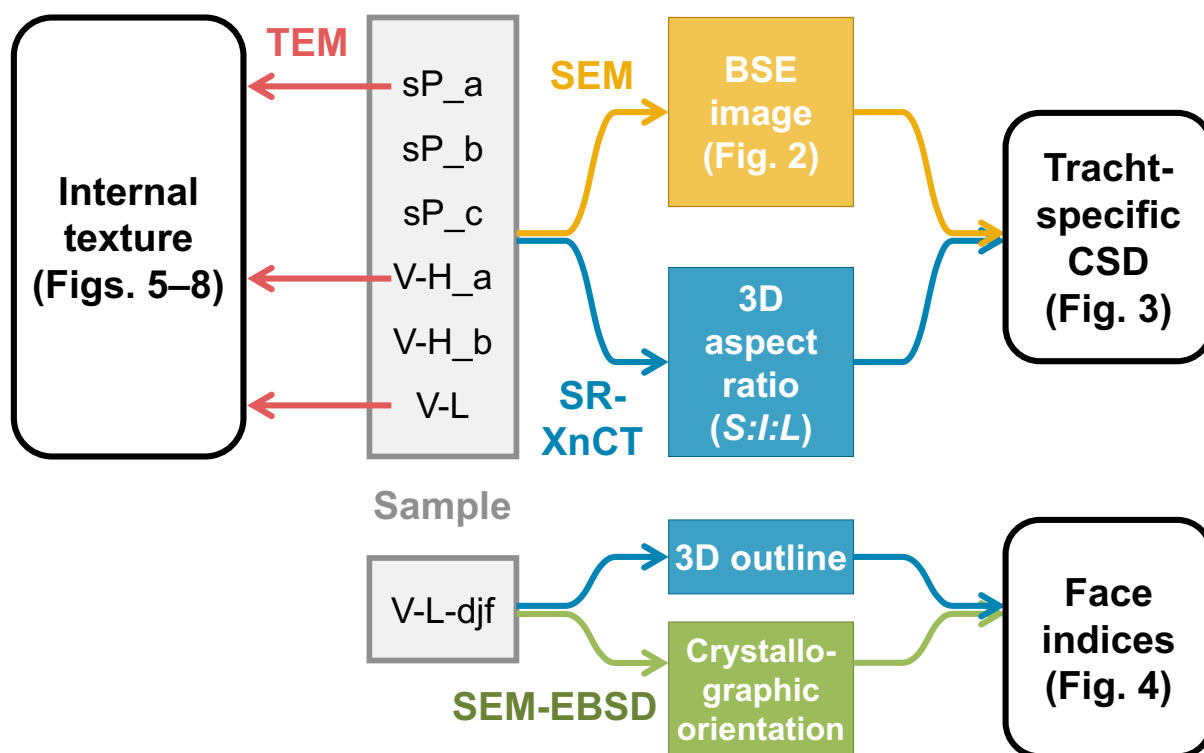 TEM
Internal
texture
(Figs. 5–8)
sP_a
sP_b
sP_c
V-H_a
V-H_b
V-L
Sample
V-L-djf
SEM
BSE
image
(Fig. 2)
SR-
XnCT
3D
aspect
ratio
(S:I:L)
Tracht-
specific
CSD
(Fig. 3)
3D outline
SEM-EBSD
Crystallo-
graphic
orientation
Face
indices
(Fig. 4)